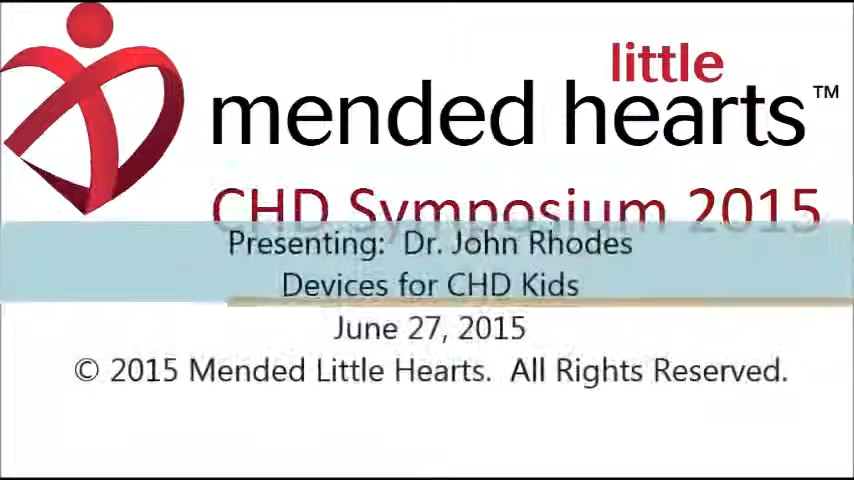 little
mended hearts™
CHD Symposium 2015
Presenting: Dr. John Rhodes
Devices for CHD Kids
June 27, 2015
© 2015 Mended Little Hearts. All Rights Reserved.